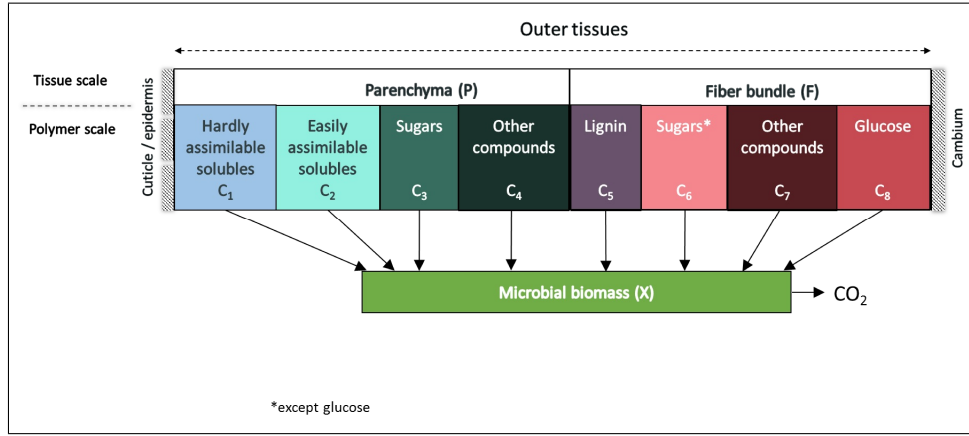 Outer tissues
Tissue scale
Polymer scale
Cuticle / epidermis
Parenchyma (P)
Fiber bundle (F)
Hardly
assimilable
solubles
C1
Easily
assimilable
solubles
C2
Sugars
C3
Other
compounds
C4
Lignin
C5
Sugars*
C6
Other
compounds
C7
Glucose
C8
Cambium
Microbial biomass (X)
CO2
*except glucose